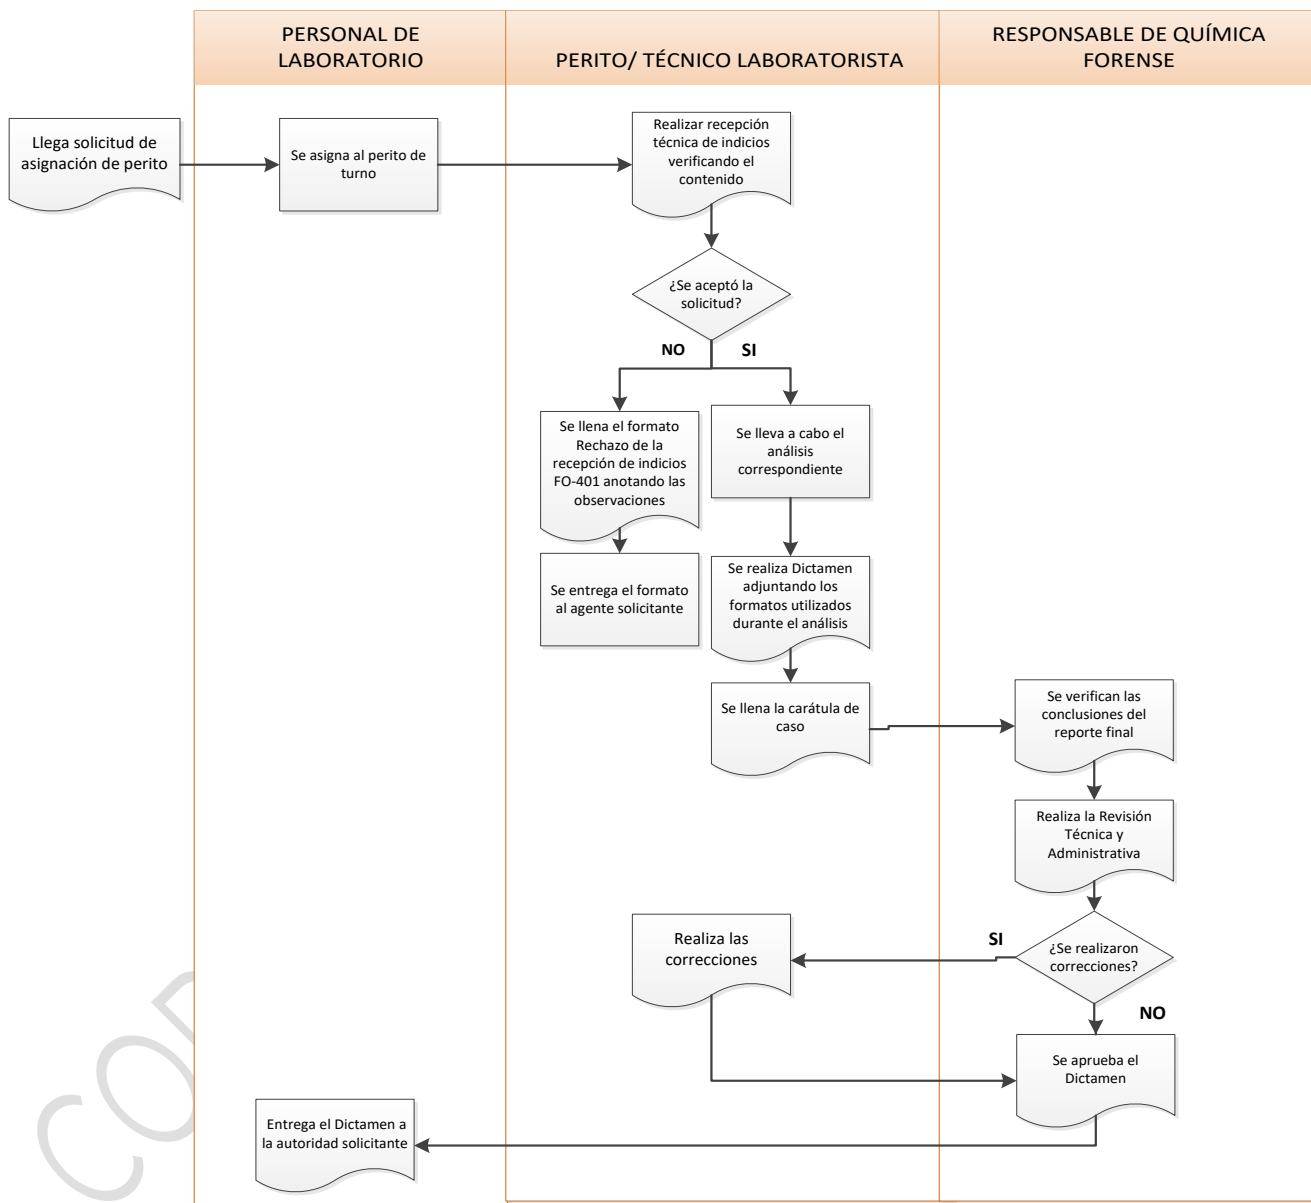 PERSONAL DE
LABORATORIO
PERITO/ TÉCNICO LABORATORISTA
RESPONSABLE DE QUÍMICA
FORENSE
Llega solicitud de
asignación de perito
Se asigna al perito de
turno
Realizar recepción
técnica de indicios
verificando el
contenido
¿Se aceptó la
solicitud?
NO
SI
Se llena el formato
Rechazo de la
recepción de indicios
FO-401 anotando las
observaciones
Se lleva a cabo el
análisis
correspondiente
Se entrega el formato
al agente solicitante
Se realiza Dictamen
adjuntando los
formatos utilizados
durante el análisis
Se llena la carátula de
caso
Se verifican las
conclusiones del
reporte final
Realiza la Revisión
Técnica y
Administrativa
Realiza las
correcciones
SI
¿Se realizaron
correcciones?
NO
Se aprueba el
Dictamen
Entrega el Dictamen a
la autoridad solicitante